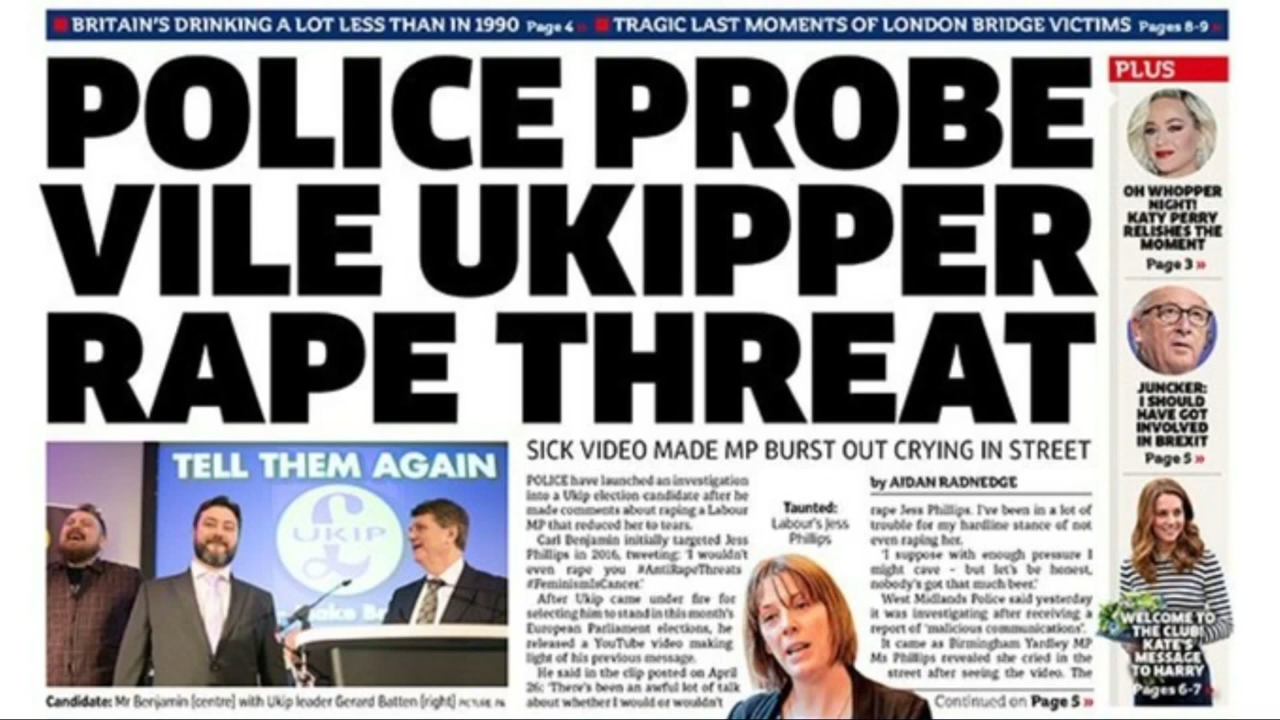 BRITAIN'S DRINKING A LOT LESS THAN IN 1990 Page 4 » TRAGIC LAST MOMENTS OF LONDON BRIDGE VICTIMS Pages 8-9 »
POLICE PROBE
VILE UKIPPER
RAPE THREAT
PLUS
OH WHOPPER
NIGHT!
KATY PERRY
RELISHES THE
MOMENT
Page 3 »
JUNCKER:
I SHOULD
HAVE GOT
INVOLVED
IN BREXIT
Page 5 »
WELCOME TO
THE CLUB!
KATE'S
MESSAGE
TO HARRY
Pages 6-7 »
TELL THEM AGAIN
UKIP
Candidate: Mr Benjamin [centre] with Ukip leader Gerard Batten [right] PICTURE: PA
SICK VIDEO MADE MP BURST OUT CRYING IN STREET
POLICE have launched an investigation
into a Ukip election candidate after he
made comments about raping a Labour
MP that reduced her to tears.
Carl Benjamin initially targeted Jess
Phillips in 2016, tweeting: 'I wouldn't
even rape you #AntiRapeThreats
#FeminismIsCancer.'
After Ukip came under fire for
selecting him to stand in this month's
European Parliament elections, he
released a YouTube video making
light of his previous message.
He said in the clip posted on April
26: 'There's been an awful lot of talk
about whether I would or wouldn't
Taunted:
Labour's Jess
Phillips
by AIDAN RADNEDGE
rape Jess Phillips. I've been in a lot of
trouble for my hardline stance of not
even raping her.
'I suppose with enough pressure I
might cave – but let's be honest,
nobody's got that much beer.'
West Midlands Police said yesterday
it was investigating after receiving a
report of 'malicious communications'.
It came as Birmingham Yardley MP
Ms Phillips revealed she cried in the
street after seeing the video. The
Continued on Page 5 »